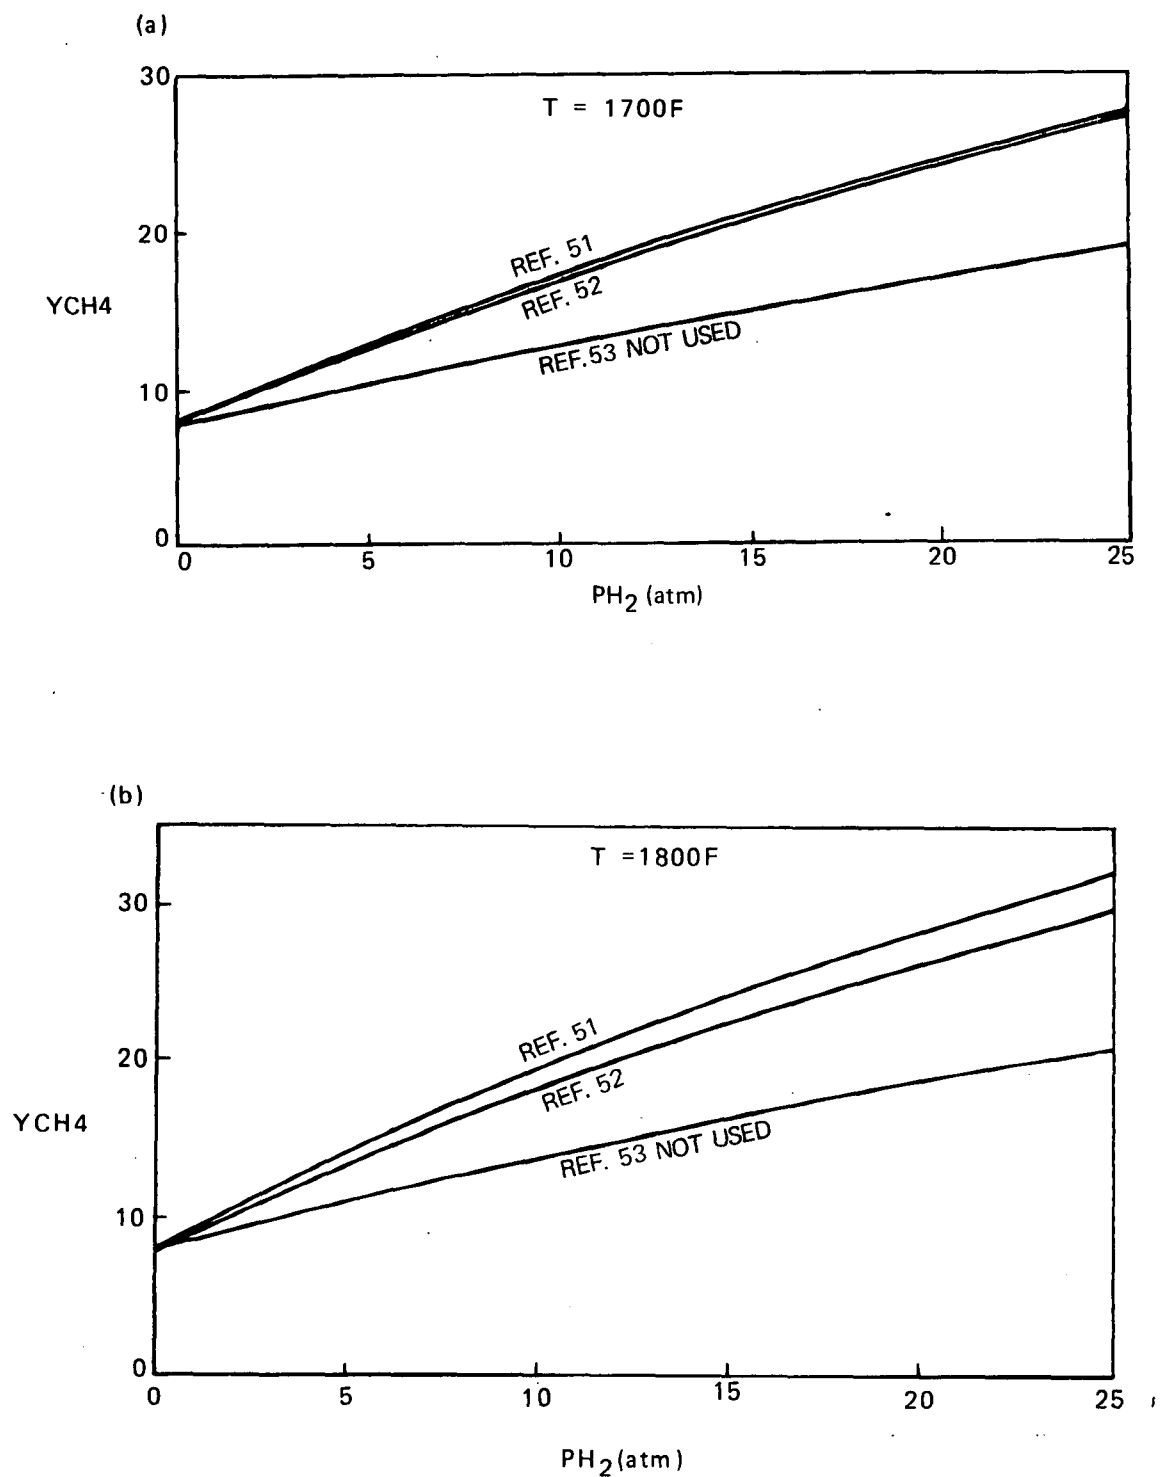 (a)
30
T = 1700F
20
REF. 51
REF. 52
YCH4
REF.53 NOT USED
10
0
0 5 10 15 20 25
PH2 (atm)
(b)
T =1800F
30
REF. 51
20
REF. 52
YCH4
REF. 53 NOT USED
10
0
0 5 10 15 20 25
PH2 (atm)